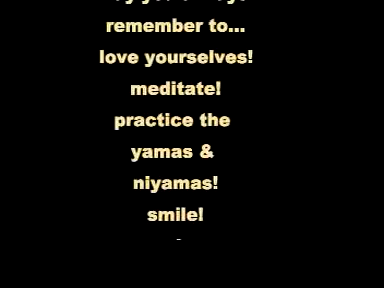 remember to...
love yourselves!
meditate!
practice the
yamas &
niyamas!
smile!